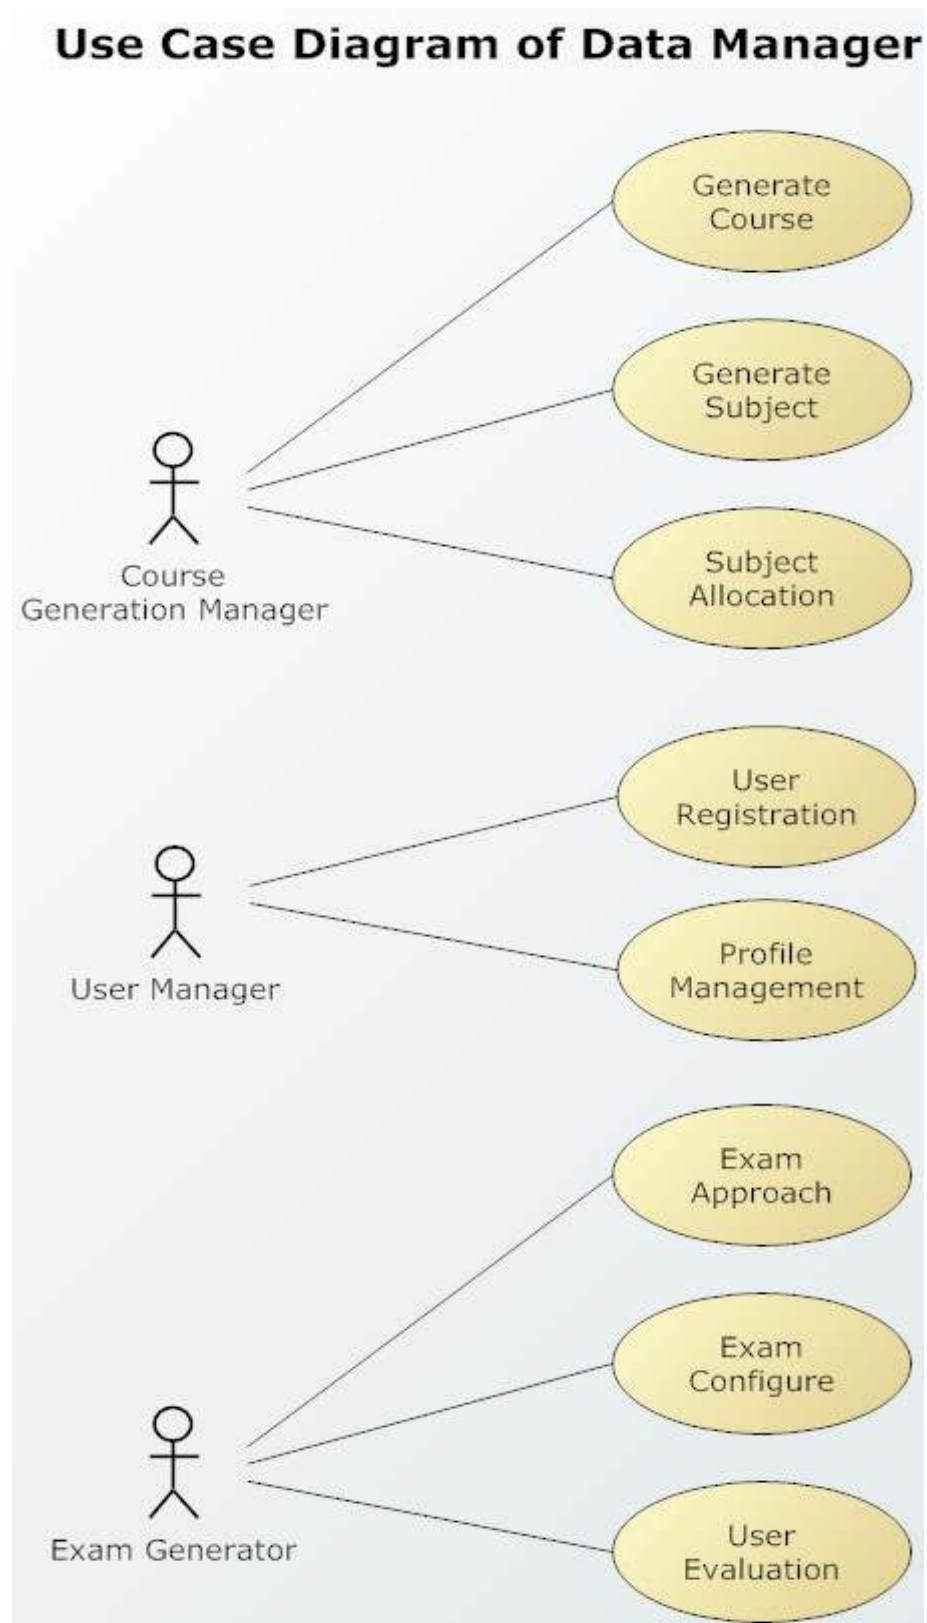 Use Case Diagram of Data Manager
Generate
Course
Generate
Subject
Course
Generation Manager
Subject
Allocation
User
Registration
User Manager
Profile
Management
Exam
Approach
Exam
Configure
Exam Generator
User
Evaluation